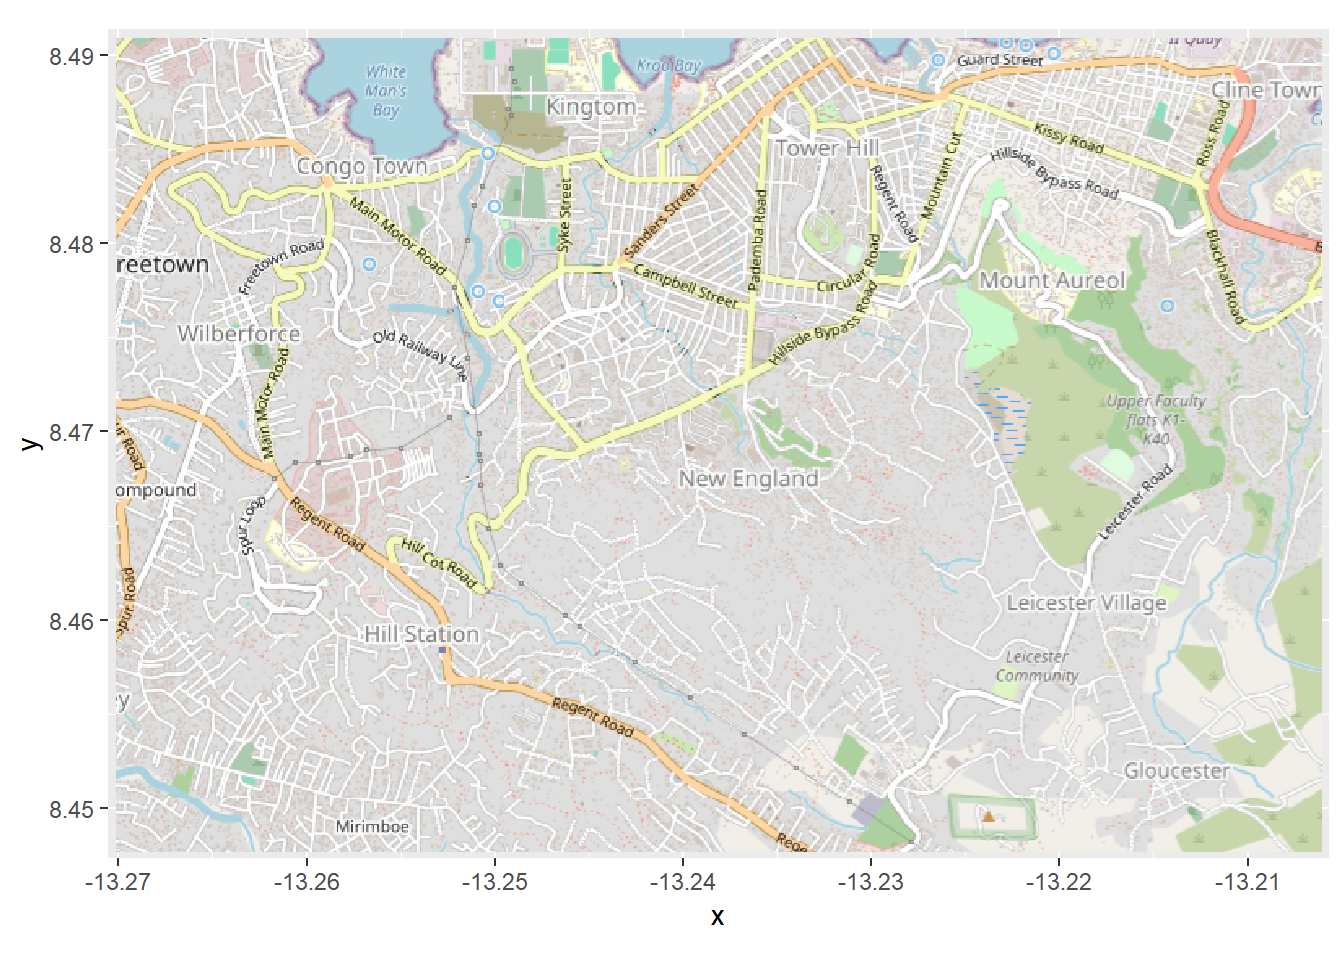 II Quay
8.49
Guard Street
White
Man's
Bay
Kroo Bay
Kingtom
Cline Town
Kissy Road
Ross Road
Tower Hill
Congo Town
Hillside Bypass Road
Mountain Cut
Regent Road
Syke Street
Sanders Street
Pademba Road
Main Motor Road
8.48
Freetown Road
reetown
Campbell Street
Circular Road
Mount Aureol
Blackhall Road
Wilberforce
Old Railway Line
Hillside Bypass Road
Main Motor Road
Upper Faculty
flats K1-
K40
8.47
y
ur Road
ompound
New England
Leicester Road
Spur Loop
Regent Road
Hill Cot Road
Spur Road
8.46
Leicester Village
Hill Station
Leicester
Community
ey
Regent Road
Gloucester
8.45
Mirimboe
Rege
-13.27
-13.26
-13.25
-13.24
-13.23
-13.22
-13.21
x